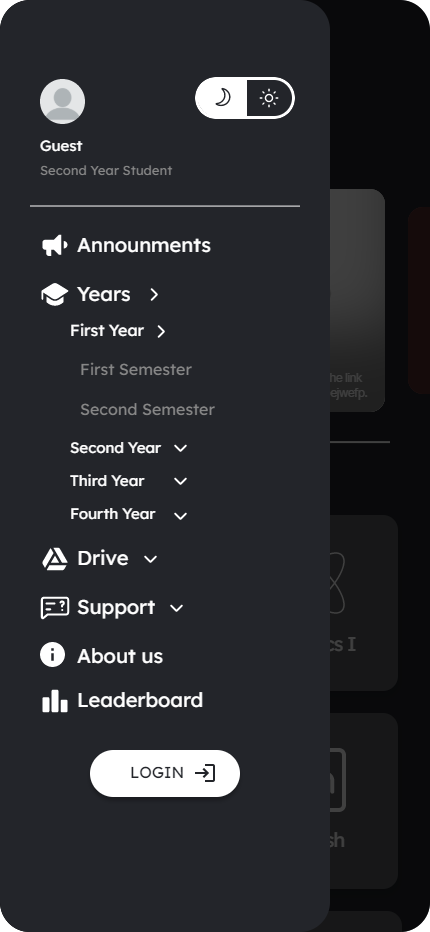 Guest
Second Year Student
Announments
Years
First Year
he link
First Semester
ejwefp.
Second Semester
Second Year
Third Year
Fourth Year
Drive
Support
cs I
About us
Leaderboard
LOGIN
sh